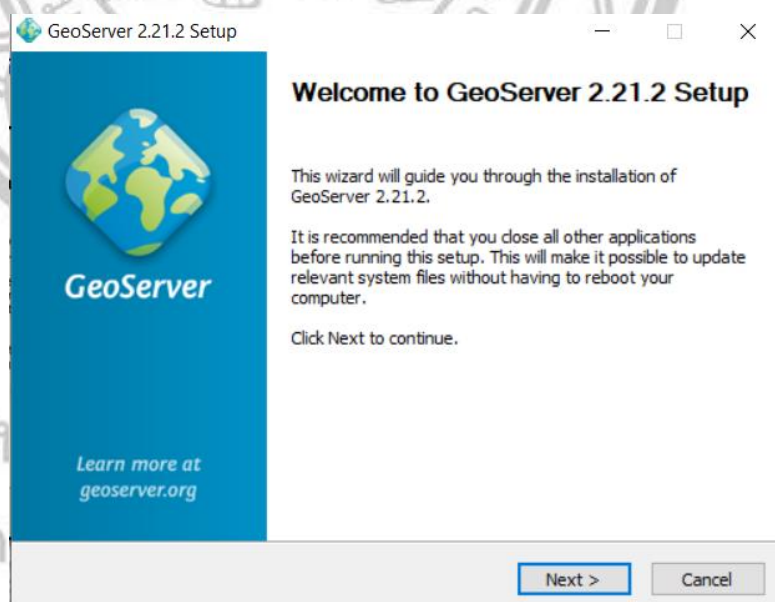 GeoServer 2.21.2 Setup
Welcome to GeoServer 2.21.2 Setup
This wizard will guide you through the installation of
GeoServer 2.21.2.
It is recommended that you close all other applications
before running this setup. This will make it possible to update
relevant system files without having to reboot your
computer.
Click Next to continue.
GeoServer
Learn more at
geoserver.org
Next >
Cancel